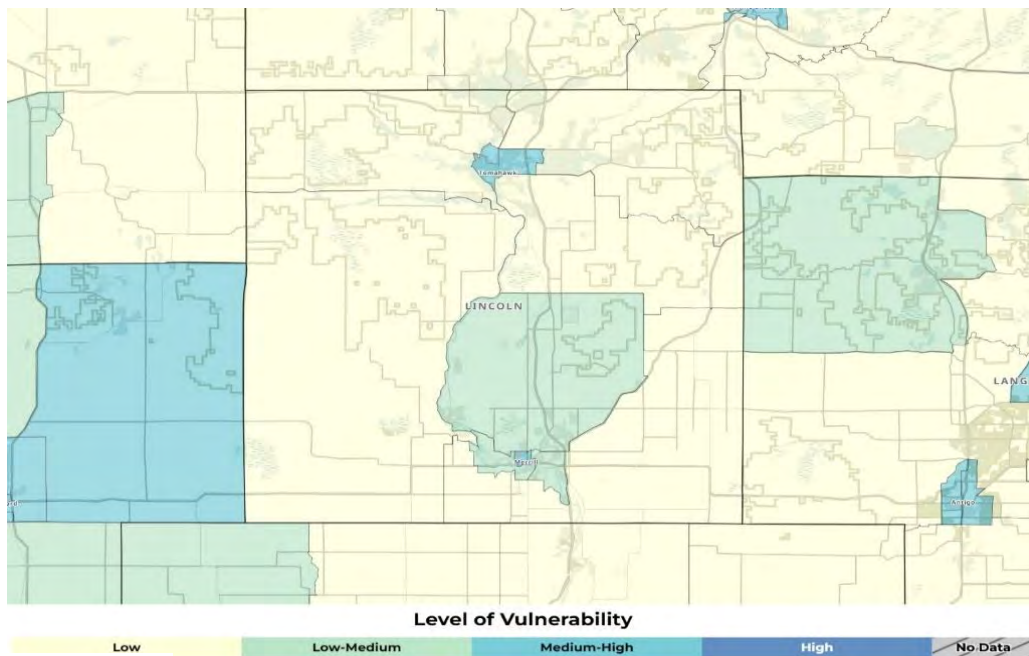 Tomahawk
LINCOLN
LANG
Merrill
Antigo
Level of Vulnerability
Low
Low-Medium
Medium-High
High
No Data